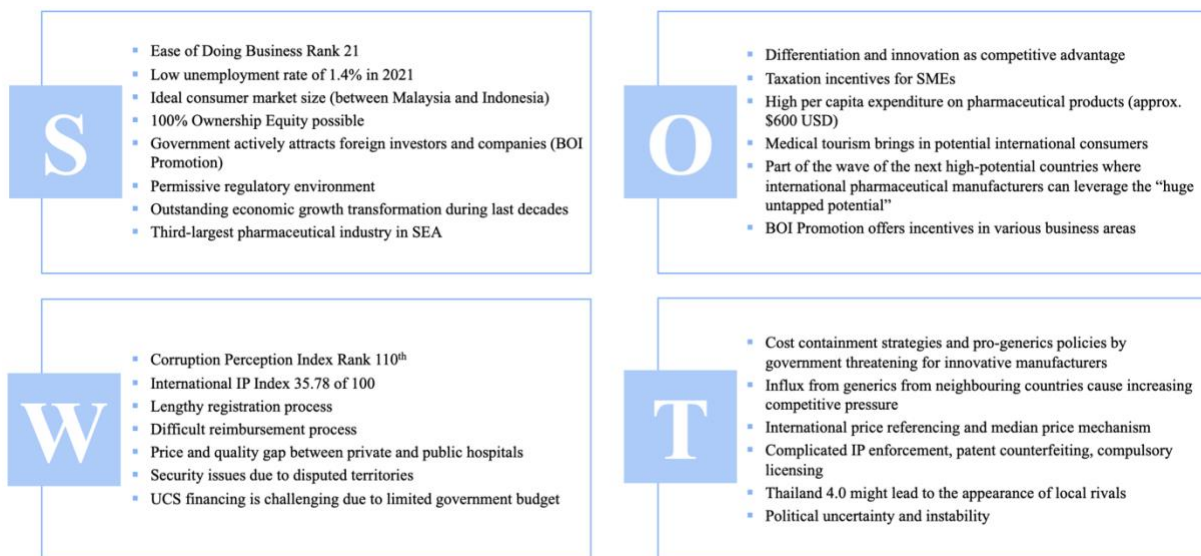 S
▪ Ease of Doing Business Rank 21
▪ Low unemployment rate of 1.4% in 2021
▪ Ideal consumer market size (between Malaysia and Indonesia)
▪ 100% Ownership Equity possible
▪ Government actively attracts foreign investors and companies (BOI
Promotion)
▪ Permissive regulatory environment
▪ Outstanding economic growth transformation during last decades
▪ Third-largest pharmaceutical industry in SEA
O
▪ Differentiation and innovation as competitive advantage
▪ Taxation incentives for SMEs
▪ High per capita expenditure on pharmaceutical products (approx.
$600 USD)
▪ Medical tourism brings in potential international consumers
▪ Part of the wave of the next high-potential countries where
international pharmaceutical manufacturers can leverage the “huge
untapped potential”
▪ BOI Promotion offers incentives in various business areas
W
▪ Corruption Perception Index Rank 110th
▪ International IP Index 35.78 of 100
▪ Lengthy registration process
▪ Difficult reimbursement process
▪ Price and quality gap between private and public hospitals
▪ Security issues due to disputed territories
▪ UCS financing is challenging due to limited government budget
T
▪ Cost containment strategies and pro-generics policies by
government threatening for innovative manufacturers
▪ Influx from generics from neighbouring countries cause increasing
competitive pressure
▪ International price referencing and median price mechanism
▪ Complicated IP enforcement, patent counterfeiting, compulsory
licensing
▪ Thailand 4.0 might lead to the appearance of local rivals
▪ Political uncertainty and instability